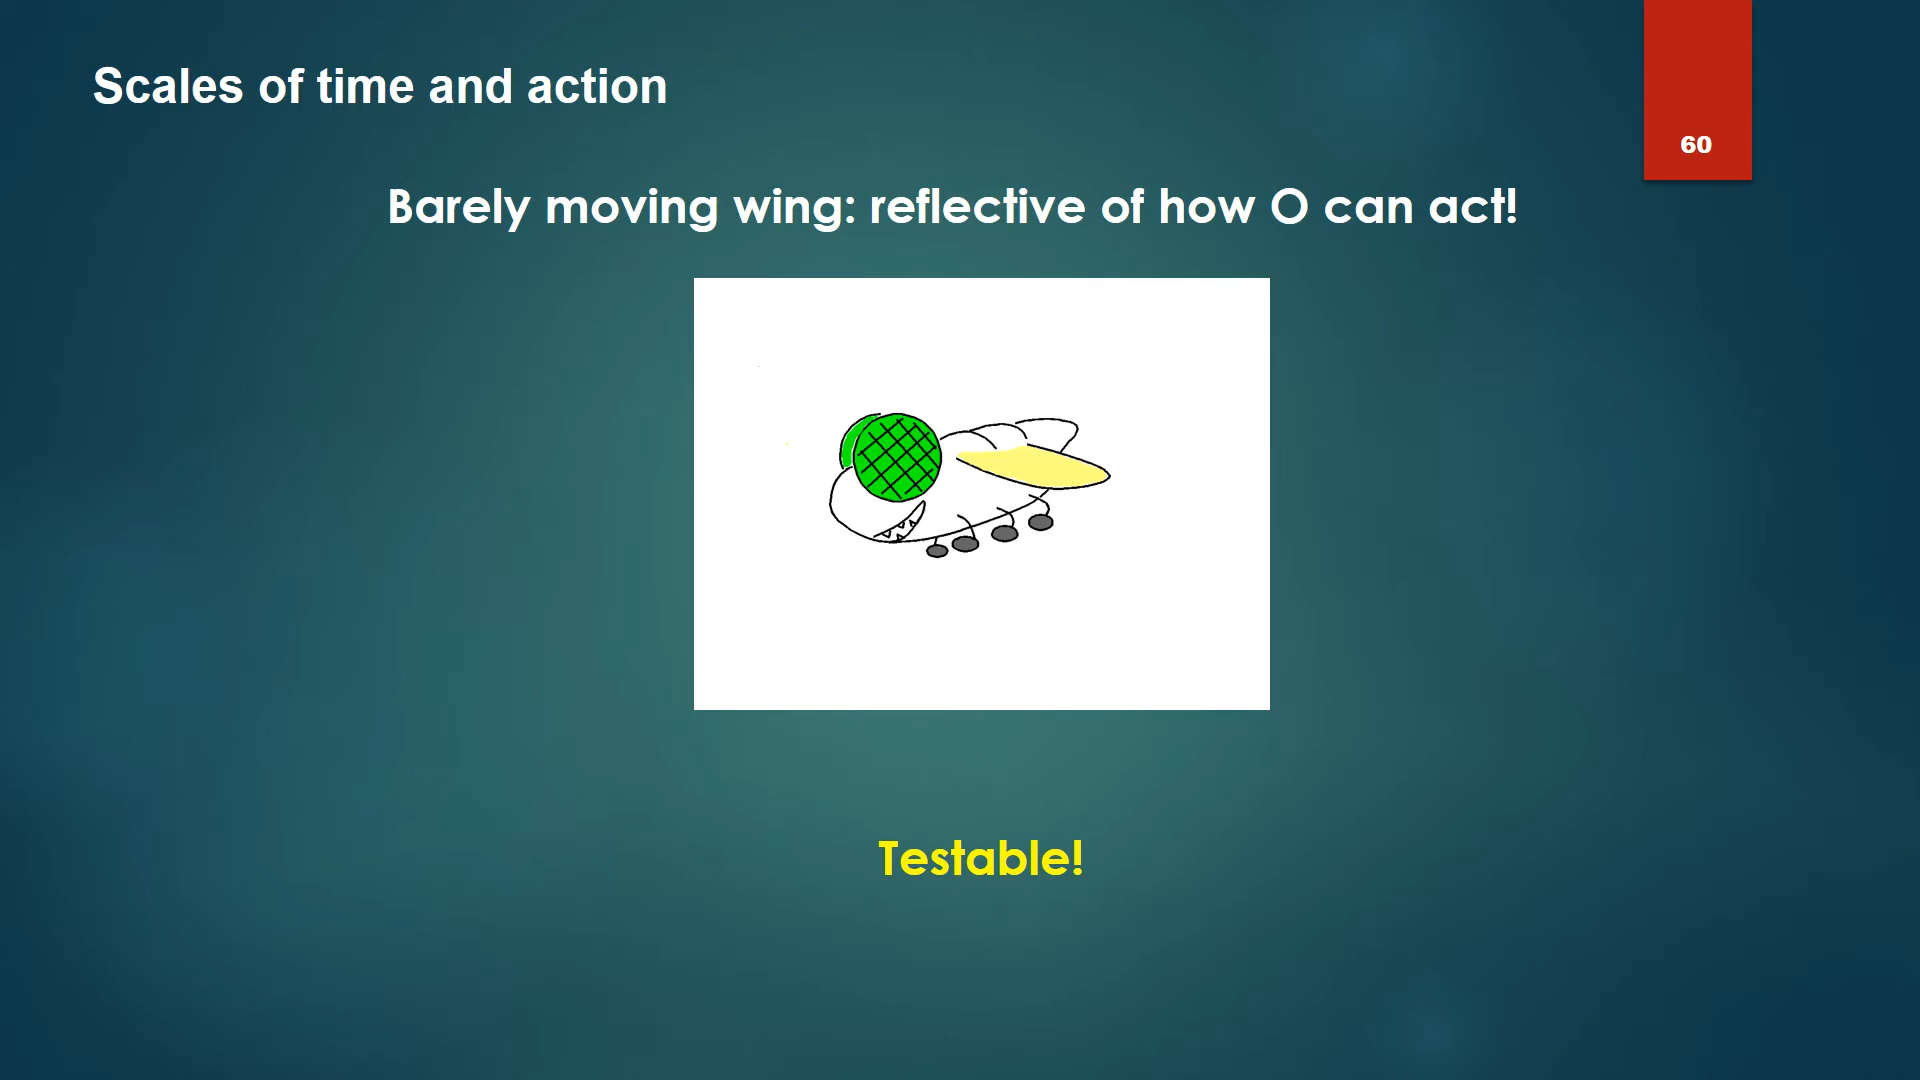 Scales of time and action
60
Barely moving wing: reflective of how O can act!
Testable!